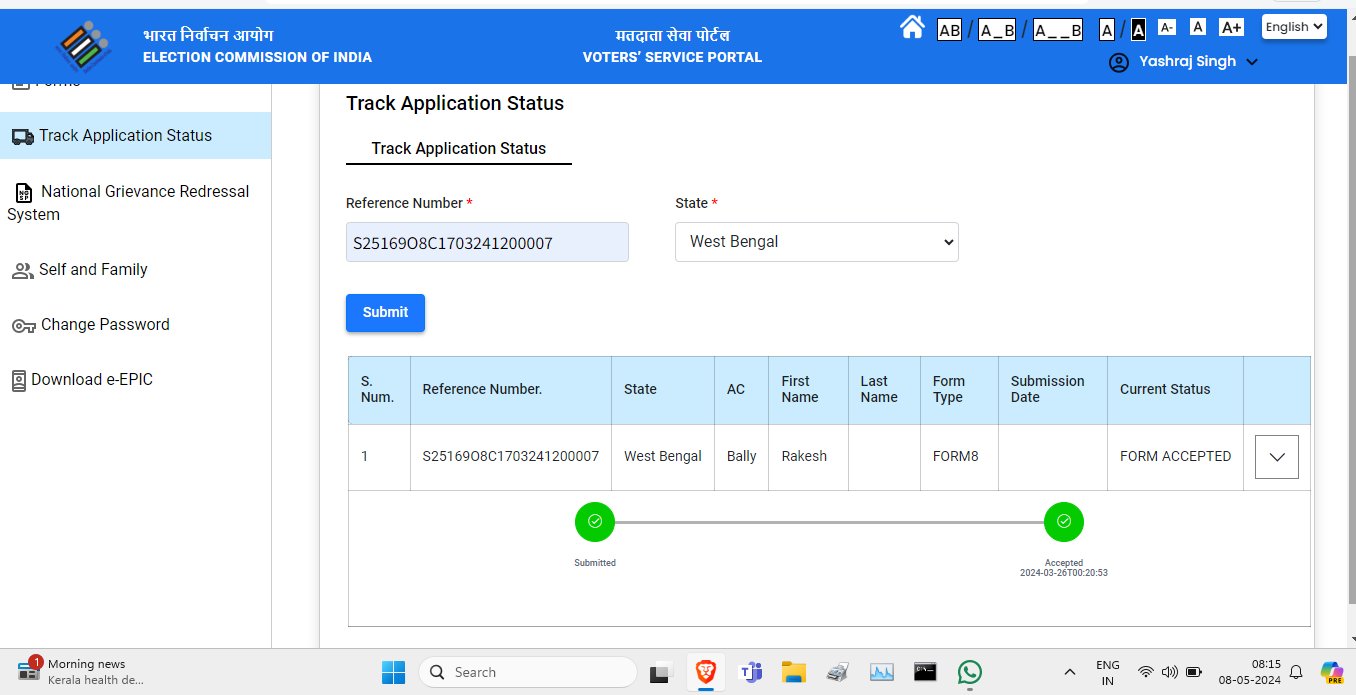 भारत निर्वाचन आयोग
ELECTION COMMISSION OF INDIA
मतदाता सेवा पोर्टल
VOTERS' SERVICE PORTAL
AB / A_B / A__B A / A A- A A+ English
Yashraj Singh
Forms
Track Application Status
National Grievance Redressal
System
Self and Family
Change Password
Download e-EPIC
Track Application Status
Track Application Status
Reference Number * State *
S25169O8C1703241200007 West Bengal
Submit
S. Num. Reference Number. State AC First Name Last Name Form Type Submission Date Current Status
1 S25169O8C1703241200007 West Bengal Bally Rakesh FORM8 FORM ACCEPTED
Submitted Accepted
2024-03-26T00:20:53
1 Morning news
Kerala health de...
Search
ENG
IN
08:15
08-05-2024
PRE